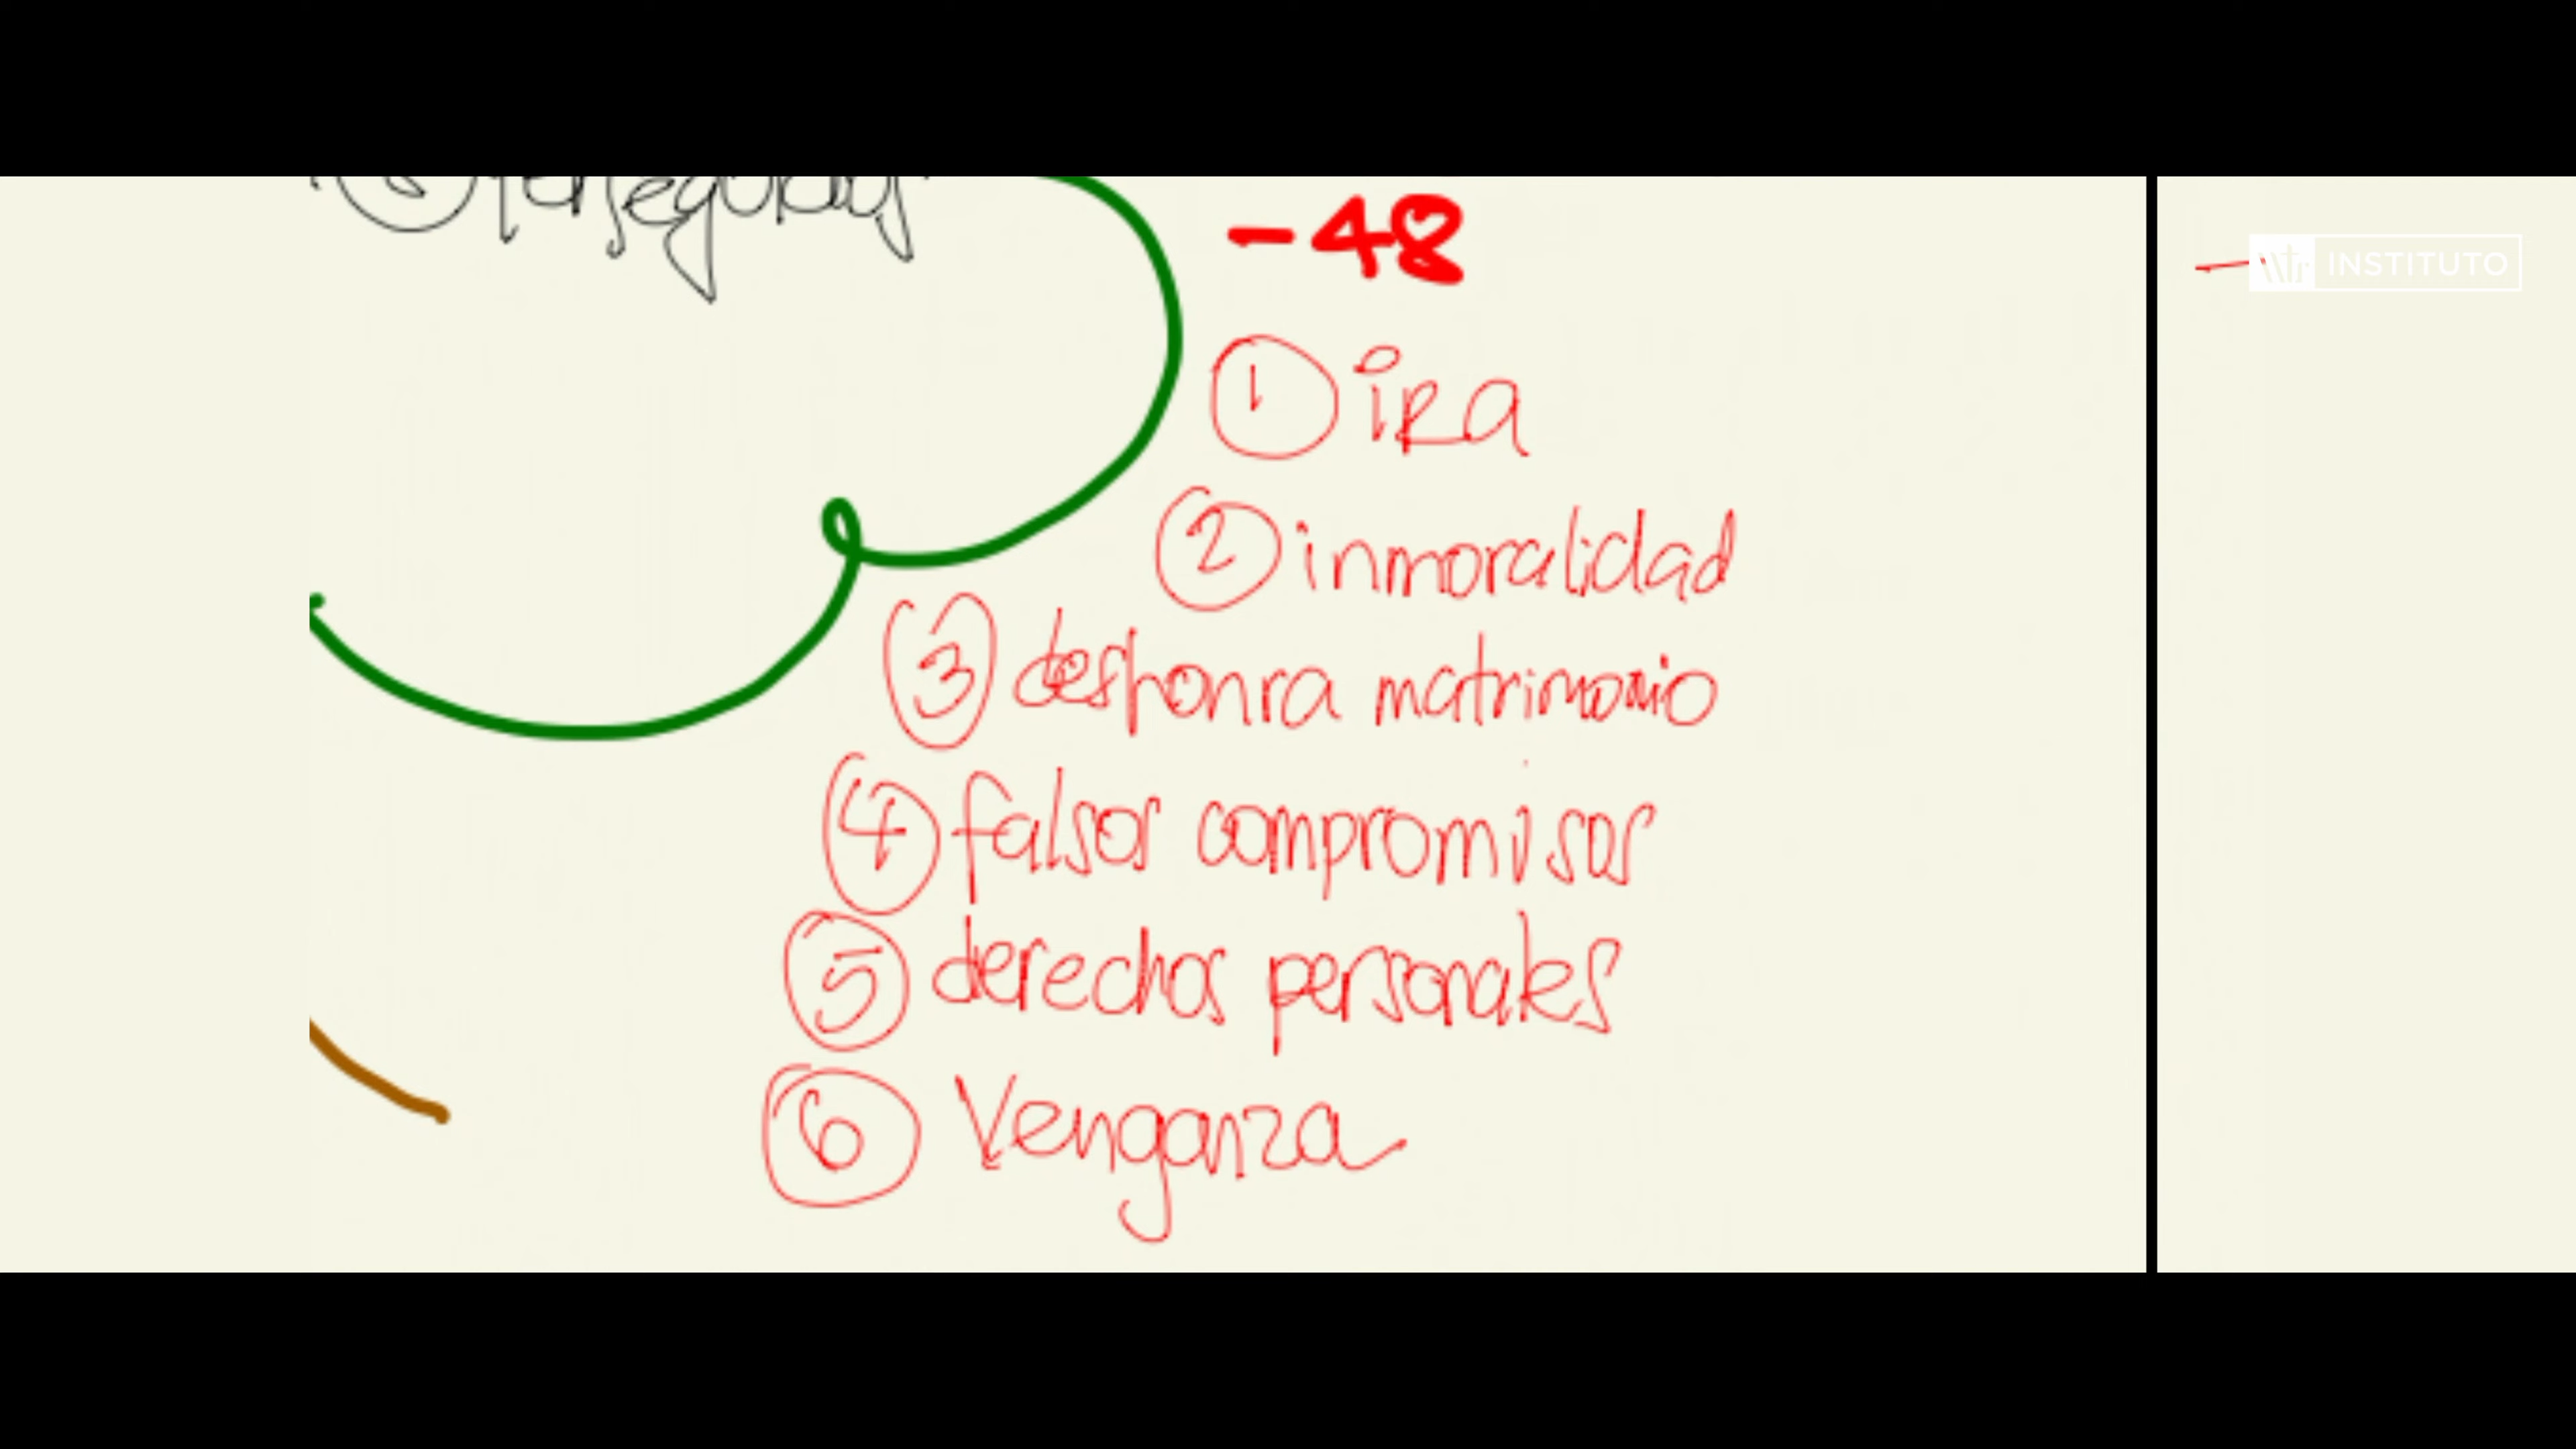 -48
INSTITUTO
① ira
② inmoralidad
③ deshonra matrimonio
④ falsos compromisos
⑤ derechos personales
⑥ Venganza